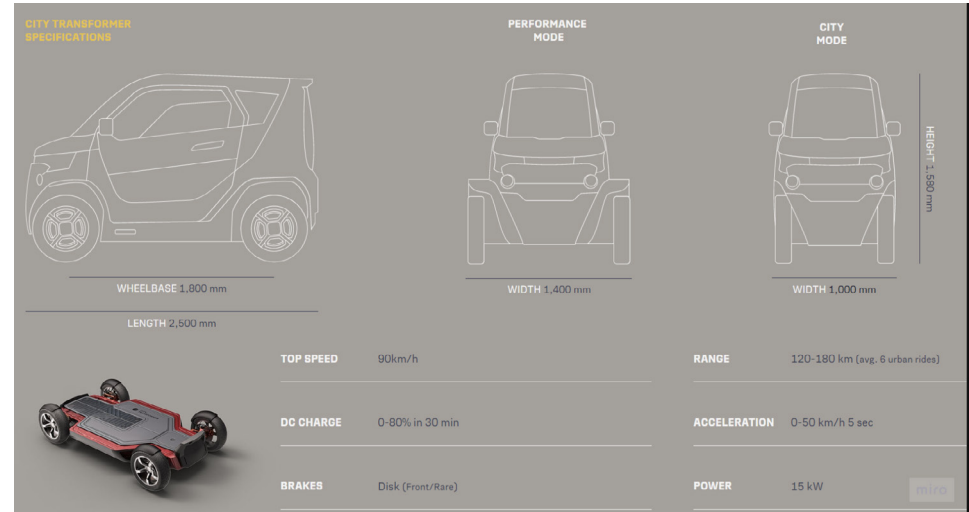 CITY TRANSFORMER
SPECIFICATIONS
PERFORMANCE
MODE
CITY
MODE
HEIGHT 1,580 mm
WHEELBASE 1,800 mm
WIDTH 1,400 mm
WIDTH 1,000 mm
LENGTH 2,500 mm
TOP SPEED 90km/h
RANGE 120-180 km (avg. 6 urban rides)
DC CHARGE 0-80% in 30 min
ACCELERATION 0-50 km/h 5 sec
BRAKES Disk (Front/Rare)
POWER 15 kW
miro